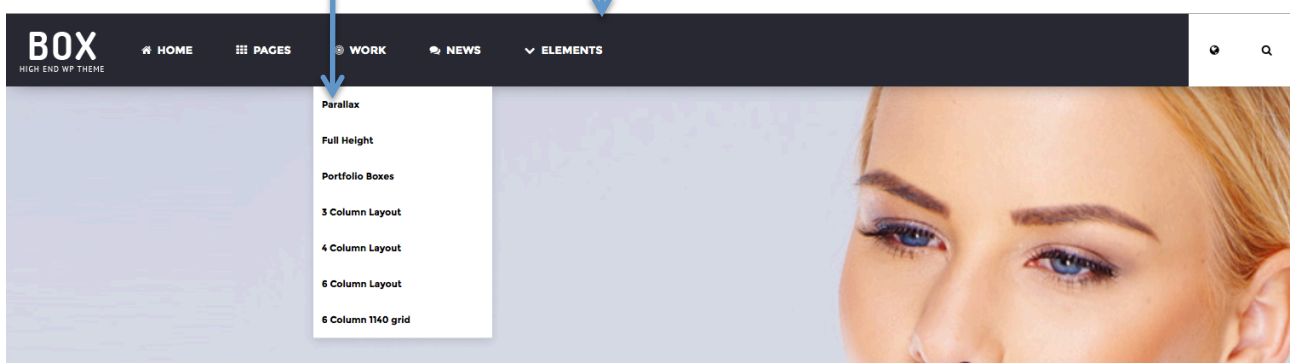 BOX
HIGH END WP THEME
HOME PAGES WORK NEWS ELEMENTS
Parallax
Full Height
Portfolio Boxes
3 Column Layout
4 Column Layout
6 Column Layout
6 Column 1140 grid